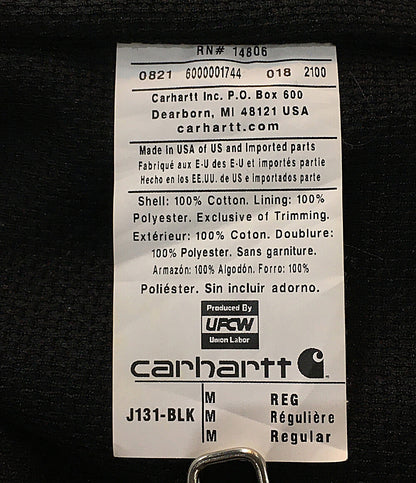 RN# 14806
0821 6000001744 018 2100
Carhartt Inc. P.O. Box 600
Dearborn, MI 48121 USA
carhartt.com
Made in USA of US and Imported parts
Fabriqué aux E-U des E-U et importés partie
Hecho en los EE.UU. de US e Importados parte
Shell: 100% Cotton. Lining: 100%
Polyester. Exclusive of Trimming.
Extérieur: 100% Coton. Doublure:
100% Polyester. Sans garniture.
Armazón: 100% Algodón. Forro: 100%
Poliéster. Sin incluir adorno.
Produced By
UFCW
Union Labor
carhartt
M REG
J131-BLK M Régulière
M Regular